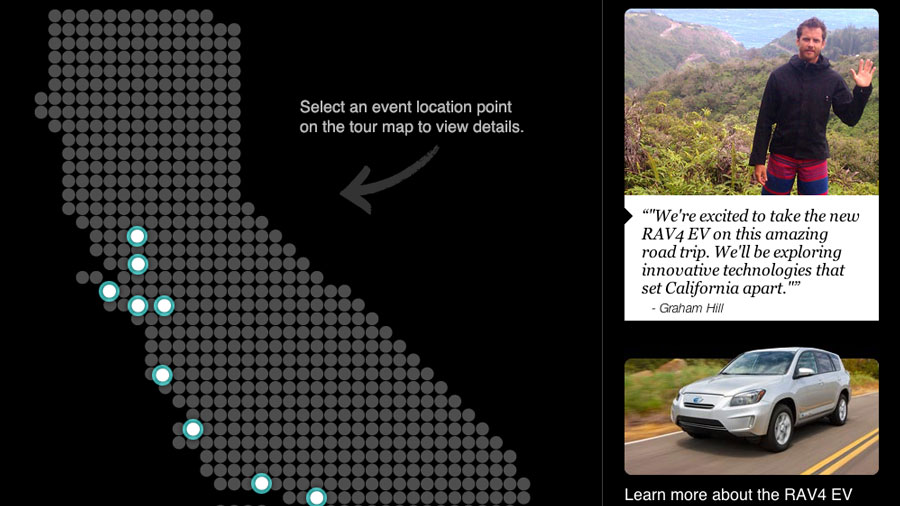 Select an event location point
on the tour map to view details.
“"We're excited to take the new
RAV4 EV on this amazing
road trip. We'll be exploring
innovative technologies that
set California apart."”
- Graham Hill
Learn more about the RAV4 EV